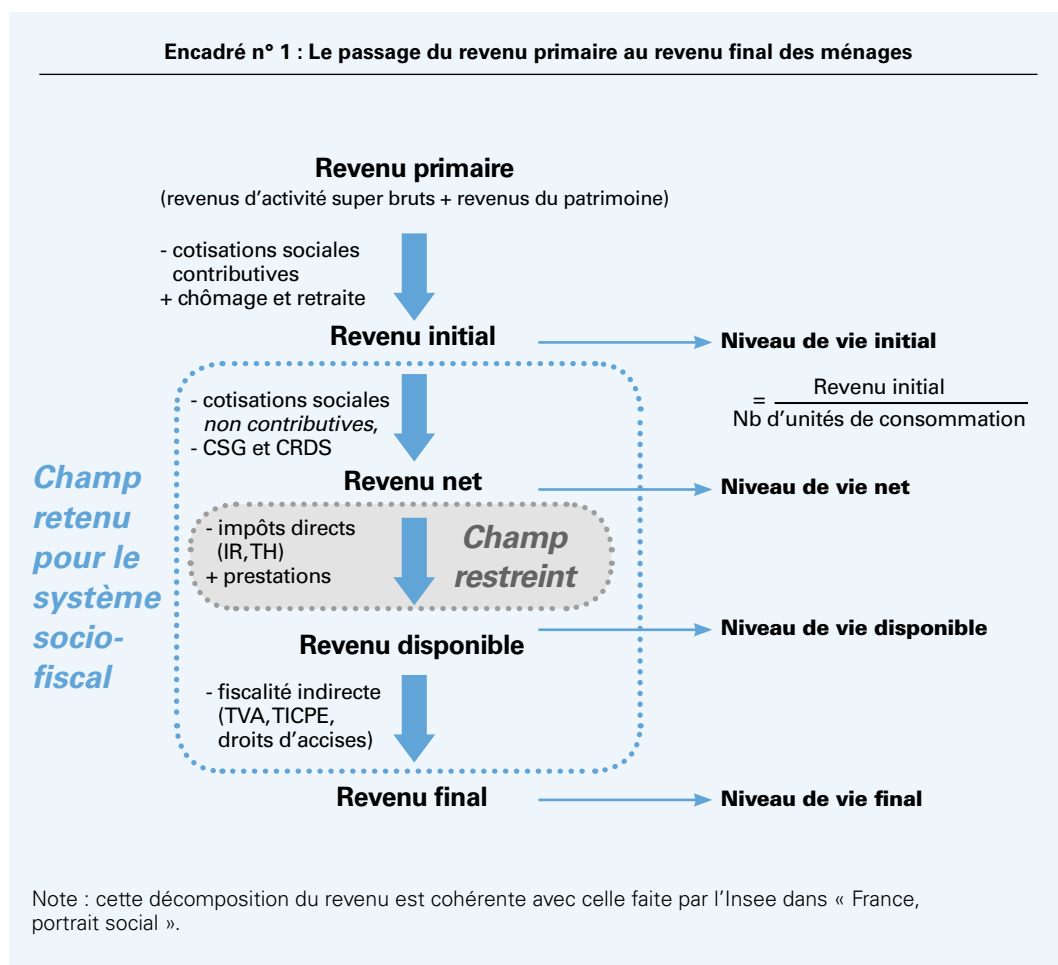 Encadré n° 1 : Le passage du revenu primaire au revenu final des ménages
Revenu primaire
(revenus d’activité super bruts + revenus du patrimoine)
- cotisations sociales
contributives
+ chômage et retraite
Revenu initial
Niveau de vie initial
= Revenu initial
Nb d’unités de consommation
- cotisations sociales
non contributives,
- CSG et CRDS
Revenu net
Niveau de vie net
Champ
retenu
pour le
système
socio-
fiscal
- impôts directs
(IR, TH)
+ prestations
Champ
restreint
Revenu disponible
Niveau de vie disponible
- fiscalité indirecte
(TVA, TICPE,
droits d’accises)
Revenu final
Niveau de vie final
Note : cette décomposition du revenu est cohérente avec celle faite par l’Insee dans « France,
portrait social ».